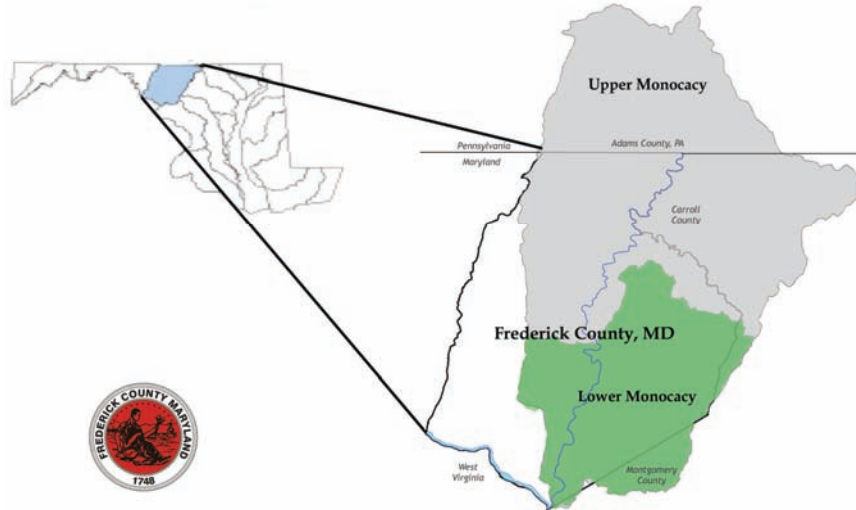 Upper Monocacy
Pennsylvania
Adams County, PA
Maryland
Carroll
County
Frederick County, MD
Lower Monocacy
West
Virginia
Montgomery
County
FREDERICK COUNTY MARYLAND
1748